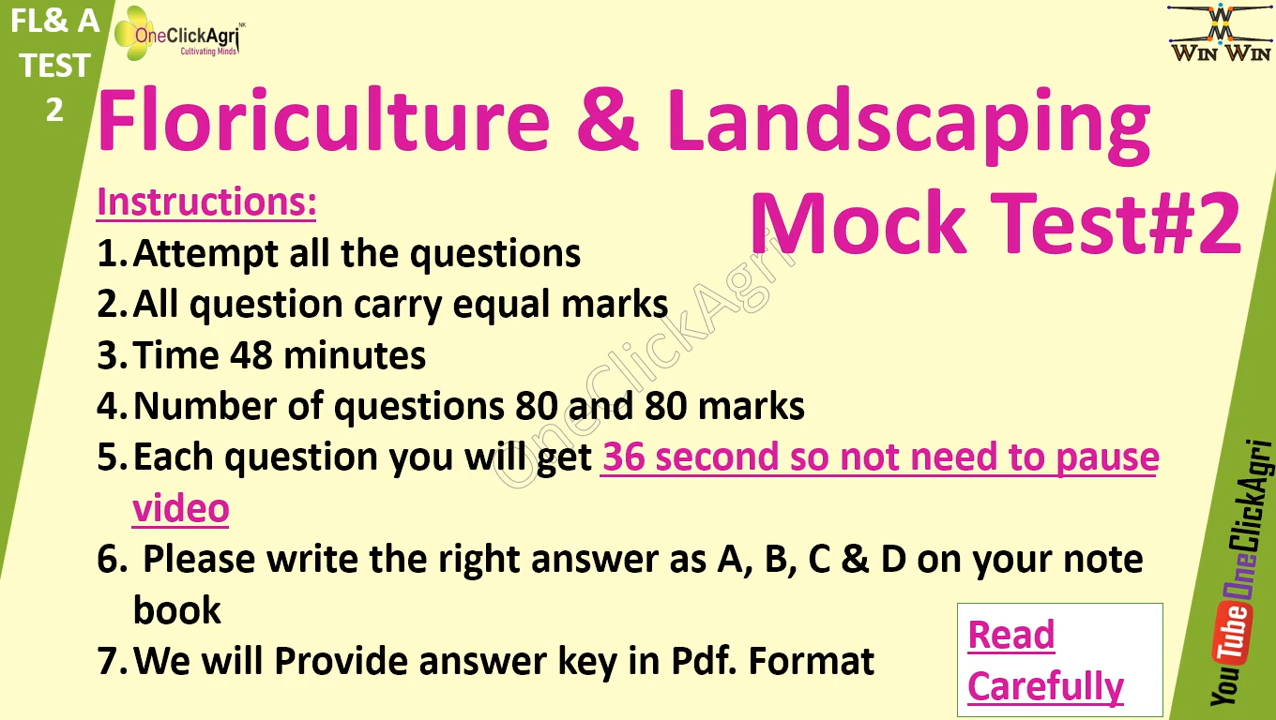 FL& A
TEST
2
OneClickAgri
NK
Cultivating Minds
WIN WIN
Floriculture & Landscaping
Mock Test#2
Instructions:
1.Attempt all the questions
2.All question carry equal marks
3.Time 48 minutes
4.Number of questions 80 and 80 marks
5.Each question you will get 36 second so not need to pause
video
6. Please write the right answer as A, B, C & D on your note
book
7.We will Provide answer key in Pdf. Format
Read
Carefully
OneClickAgri
YouTube OneClickAgri